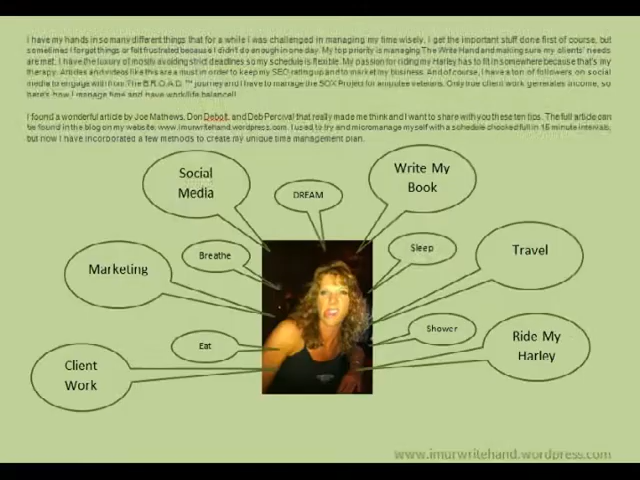 I have my hands in so many different things that for a while I was challenged in managing my time wisely. I get the important stuff done first of course, but
sometimes I forget things or felt frustrated because I didn't do enough in one day. My top priority is managing The Write Hand and making sure my clients' needs
are met. I have the luxury of mostly avoiding strict deadlines so my schedule is flexible. My passion for riding my Harley has to fit in somewhere because that's my
therapy. Articles and videos like this are a must in order to keep my SEO rating up and to market my business. And of course, I have a ton of followers on social
media to engage with from The B.R.O.A.D. ™ journey and I have to manage the SOX Project for amputee veterans. Only true client work generates income, so
here's how I manage time and have work/life balance!!
I found a wonderful article by Joe Mathews, Don Debolt, and Deb Percival that really made me think and I want to share with you these ten tips. The full article can
be found in the blog on my website, www.imurwritehand.wordpress.com. I used to try and micromanage myself with a schedule chocked full in 15 minute intervals,
but now I have incorporated a few methods to create my unique time management plan.
Social
Media
DREAM
Write My
Book
Breathe
Sleep
Travel
Marketing
Shower
Eat
Ride My
Harley
Client
Work
www.imurwritehand.wordpress.com